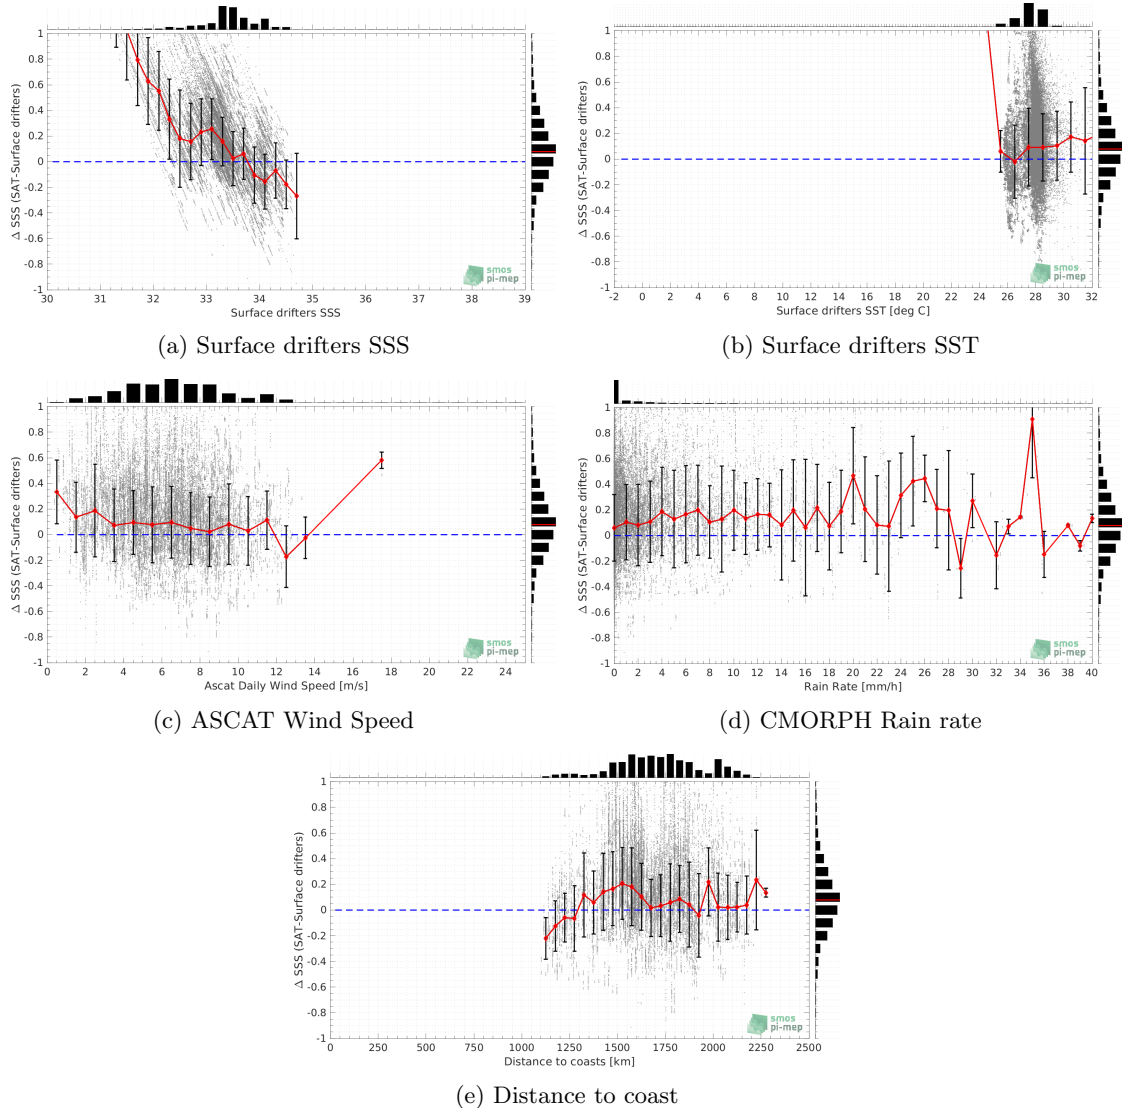 1
0.8
0.6
0.4
0.2
0
-0.2
-0.4
-0.6
-0.8
-1
Δ SSS (SAT-Surface drifters)
30 31 32 33 34 35 36 37 38 39
Surface drifters SSS
smos
pi-mep
(a) Surface drifters SSS
1
0.8
0.6
0.4
0.2
0
-0.2
-0.4
-0.6
-0.8
-1
Δ SSS (SAT-Surface drifters)
-2 0 2 4 6 8 10 12 14 16 18 20 22 24 26 28 30 32
Surface drifters SST [deg C]
smos
pi-mep
(b) Surface drifters SST
1
0.8
0.6
0.4
0.2
0
-0.2
-0.4
-0.6
-0.8
-1
Δ SSS (SAT-Surface drifters)
0 2 4 6 8 10 12 14 16 18 20 22 24
Ascat Daily Wind Speed [m/s]
smos
pi-mep
(c) ASCAT Wind Speed
1
0.8
0.6
0.4
0.2
0
-0.2
-0.4
-0.6
-0.8
-1
Δ SSS (SAT-Surface drifters)
0 2 4 6 8 10 12 14 16 18 20 22 24 26 28 30 32 34 36 38 40
Rain Rate [mm/h]
smos
pi-mep
(d) CMORPH Rain rate
1
0.8
0.6
0.4
0.2
0
-0.2
-0.4
-0.6
-0.8
-1
Δ SSS (SAT-Surface drifters)
0 250 500 750 1000 1250 1500 1750 2000 2250 2500
Distance to coasts [km]
smos
pi-mep
(e) Distance to coast